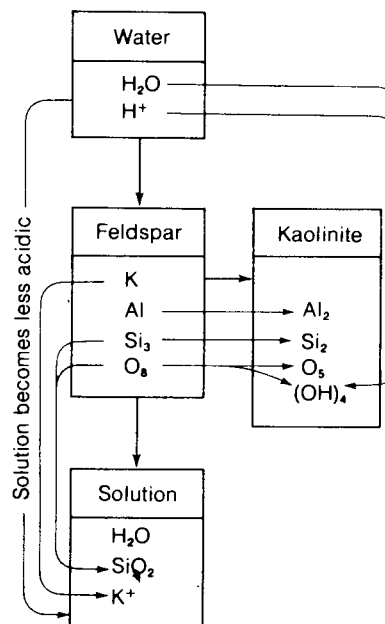 Water
H₂O
H⁺
Solution becomes less acidic
Feldspar
K
Al
Si₃
O₈
Kaolinite
Al₂
Si₂
O₅
(OH)₄
Solution
H₂O
SiO₂
K⁺